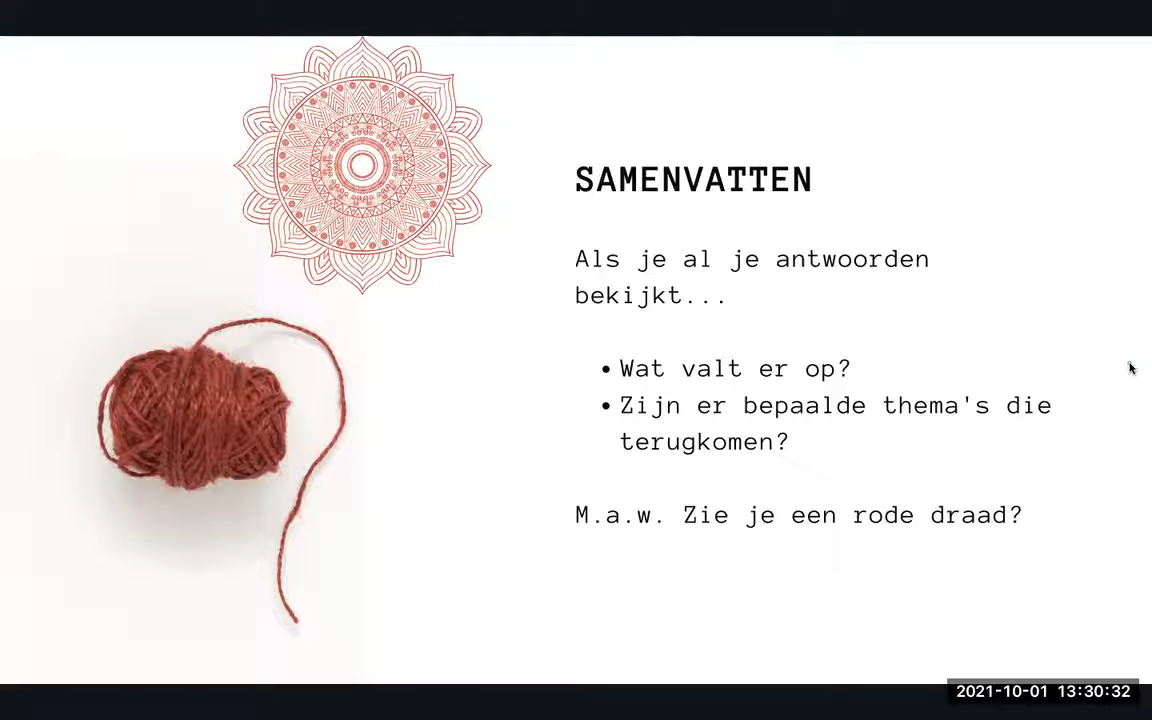 SAMENVATTEN
Als je al je antwoorden
bekijkt...
• Wat valt er op?
• Zijn er bepaalde thema's die
terugkomen?
M.a.w. Zie je een rode draad?
2021-10-01 13:30:32